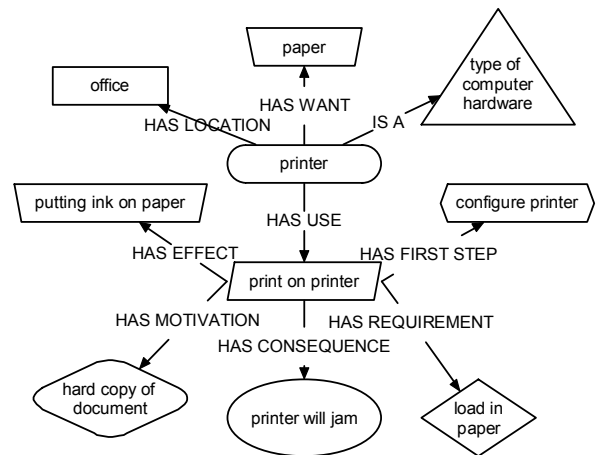 paper
type of
computer
hardware
office
HAS WANT
HAS LOCATION
IS A
printer
putting ink on paper
configure printer
HAS USE
HAS EFFECT
HAS FIRST STEP
print on printer
HAS MOTIVATION
HAS REQUIREMENT
HAS CONSEQUENCE
hard copy of
document
printer will jam
load in
paper